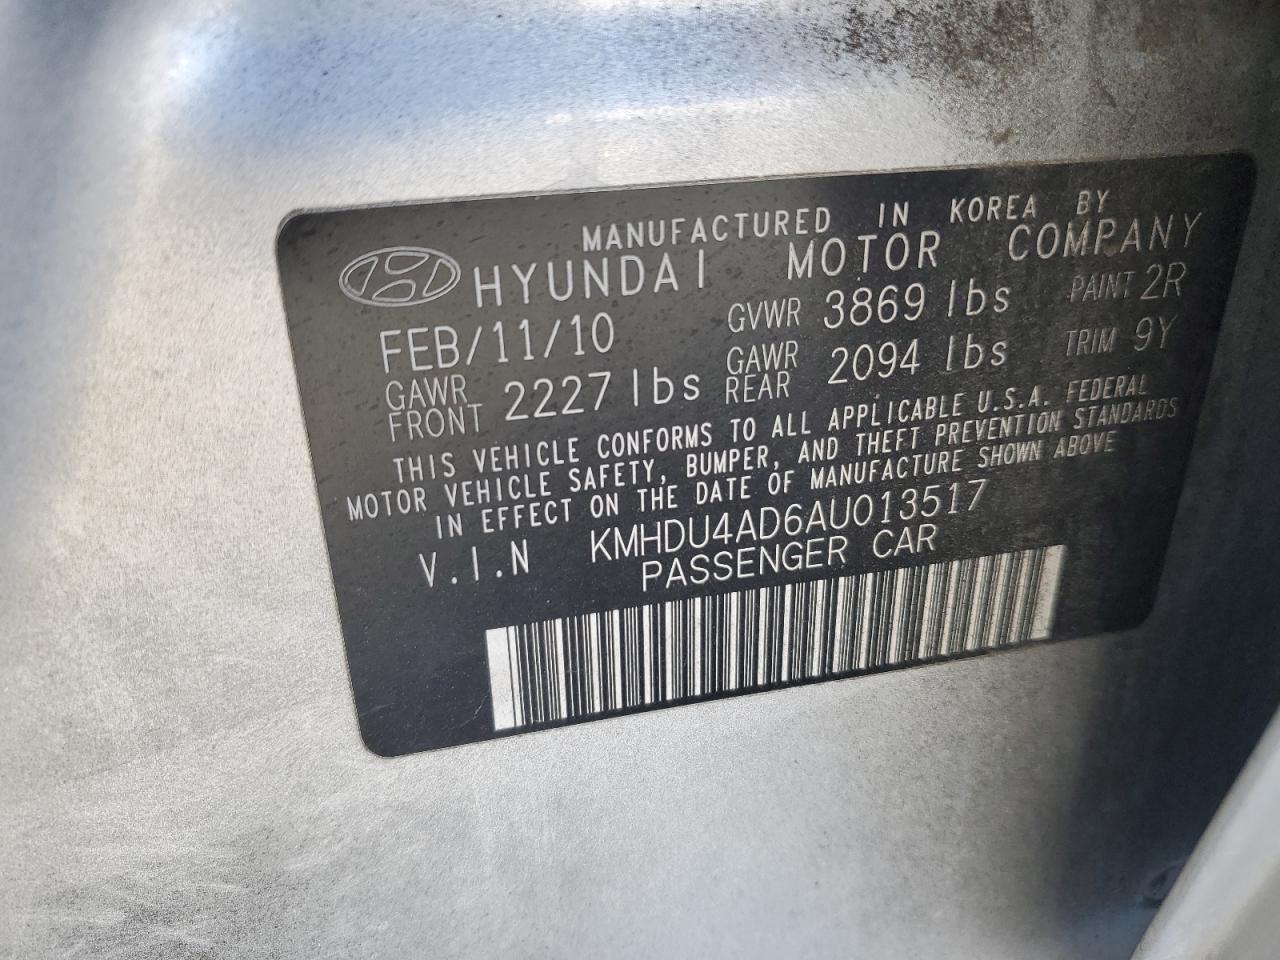 MANUFACTURED IN KOREA BY
HYUNDAI MOTOR COMPANY
FEB/11/10 GVWR 3869 lbs PAINT 2R
GAWR FRONT 2227 lbs GAWR REAR 2094 lbs TRIM 9Y
THIS VEHICLE CONFORMS TO ALL APPLICABLE U.S.A. FEDERAL
MOTOR VEHICLE SAFETY, BUMPER, AND THEFT PREVENTION STANDARDS
IN EFFECT ON THE DATE OF MANUFACTURE SHOWN ABOVE
V.I.N KMHDU4AD6AU013517
PASSENGER CAR